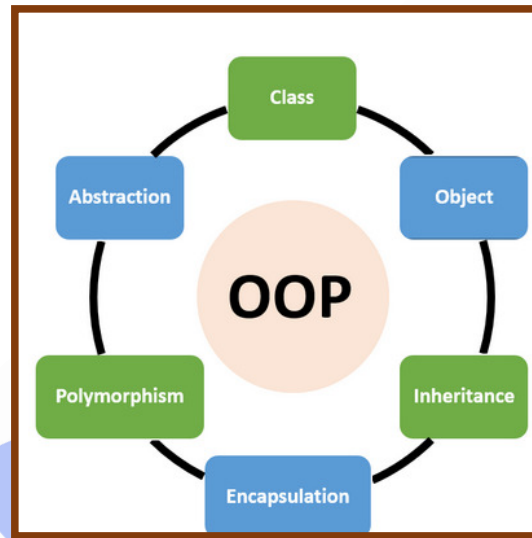 Class
Abstraction
Object
OOP
Polymorphism
Inheritance
Encapsulation